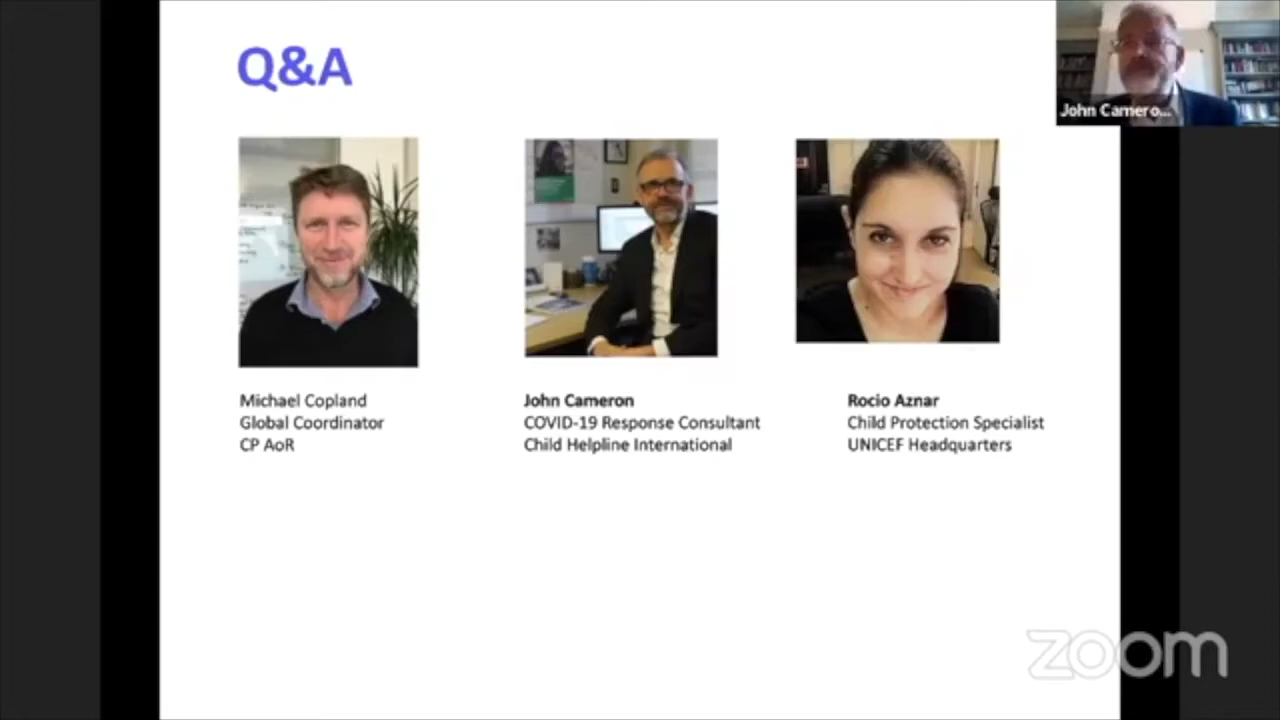 Q&A
John Camero...
Michael Copland
Global Coordinator
CP AoR
John Cameron
COVID-19 Response Consultant
Child Helpline International
Rocio Aznar
Child Protection Specialist
UNICEF Headquarters
zoom